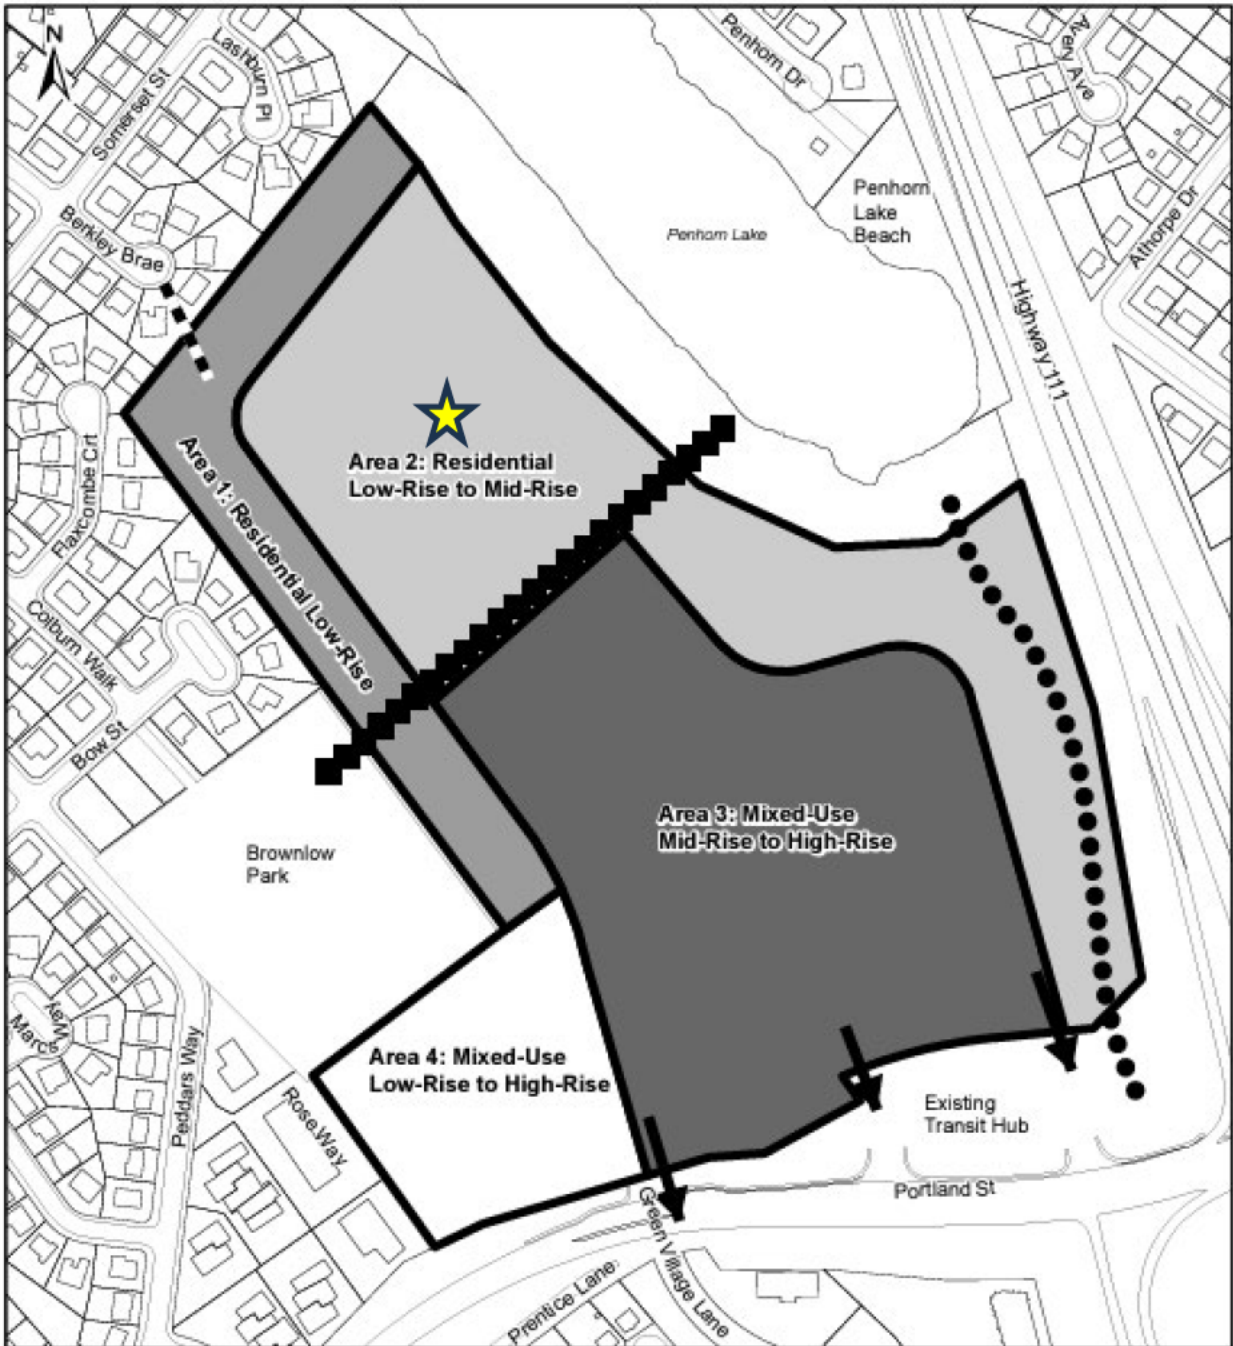 N
Somerset St
Lashburn Pl
Berkley Brae
Penhorn Dr
Avery Ave
Athorpe Dr
Penhorn
Lake
Beach
Penhorn Lake
Highway 111
Area 2: Residential
Low-Rise to Mid-Rise
Area 1: Residential Low-Rise
Flaxcombe Crt
Colburn Walk
Bow St
Brownlow
Park
Area 3: Mixed-Use
Mid-Rise to High-Rise
Marcs
Way
Peddars Way
Rose Way
Area 4: Mixed-Use
Low-Rise to High-Rise
Existing
Transit Hub
Portland St
Green Village Lane
Prentice Lane